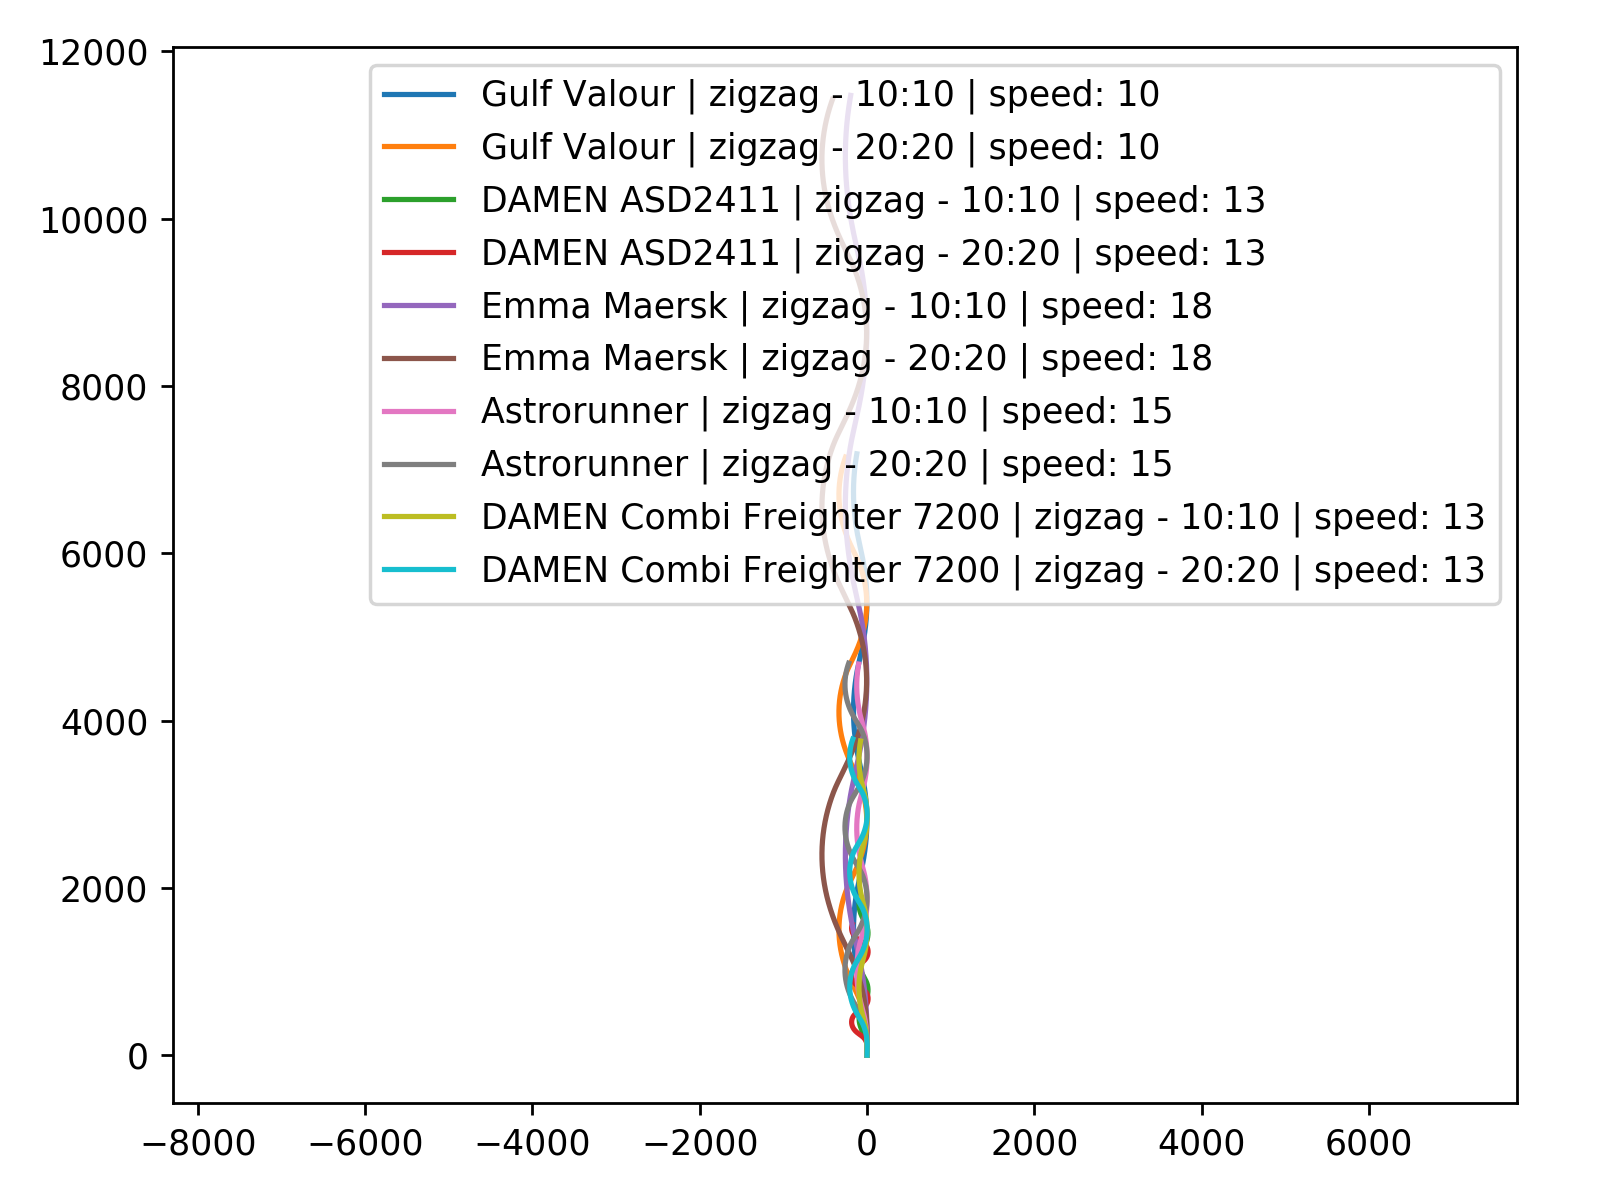 12000
10000
8000
6000
4000
2000
0
Gulf Valour | zigzag - 10:10 | speed: 10
Gulf Valour | zigzag - 20:20 | speed: 10
DAMEN ASD2411 | zigzag - 10:10 | speed: 13
DAMEN ASD2411 | zigzag - 20:20 | speed: 13
Emma Maersk | zigzag - 10:10 | speed: 18
Emma Maersk | zigzag - 20:20 | speed: 18
Astrorunner | zigzag - 10:10 | speed: 15
Astrorunner | zigzag - 20:20 | speed: 15
DAMEN Combi Freighter 7200 | zigzag - 10:10 | speed: 13
DAMEN Combi Freighter 7200 | zigzag - 20:20 | speed: 13
−8000 −6000 −4000 −2000 0 2000 4000 6000